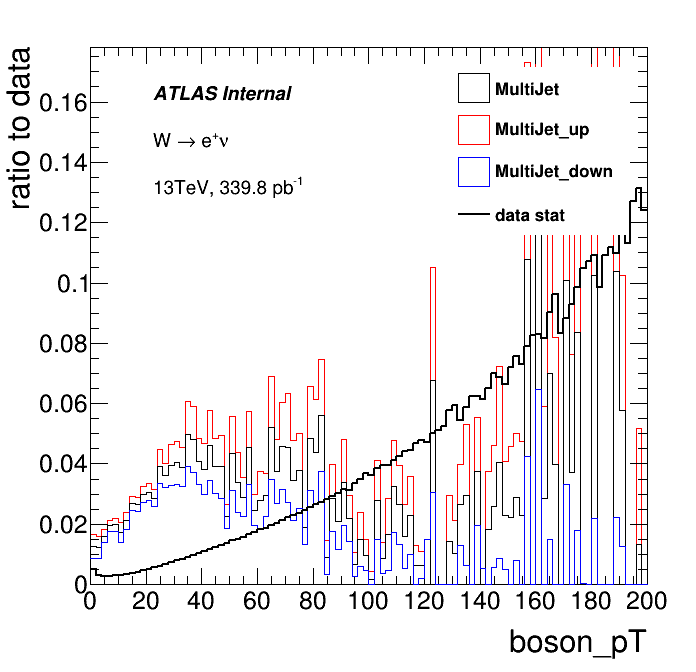 ratio to data
0.16
0.14
0.12
0.1
0.08
0.06
0.04
0.02
0
ATLAS Internal
W → e⁺ν
13TeV, 339.8 pb⁻¹
MultiJet
MultiJet_up
MultiJet_down
data stat
0 20 40 60 80 100 120 140 160 180 200
boson_pT